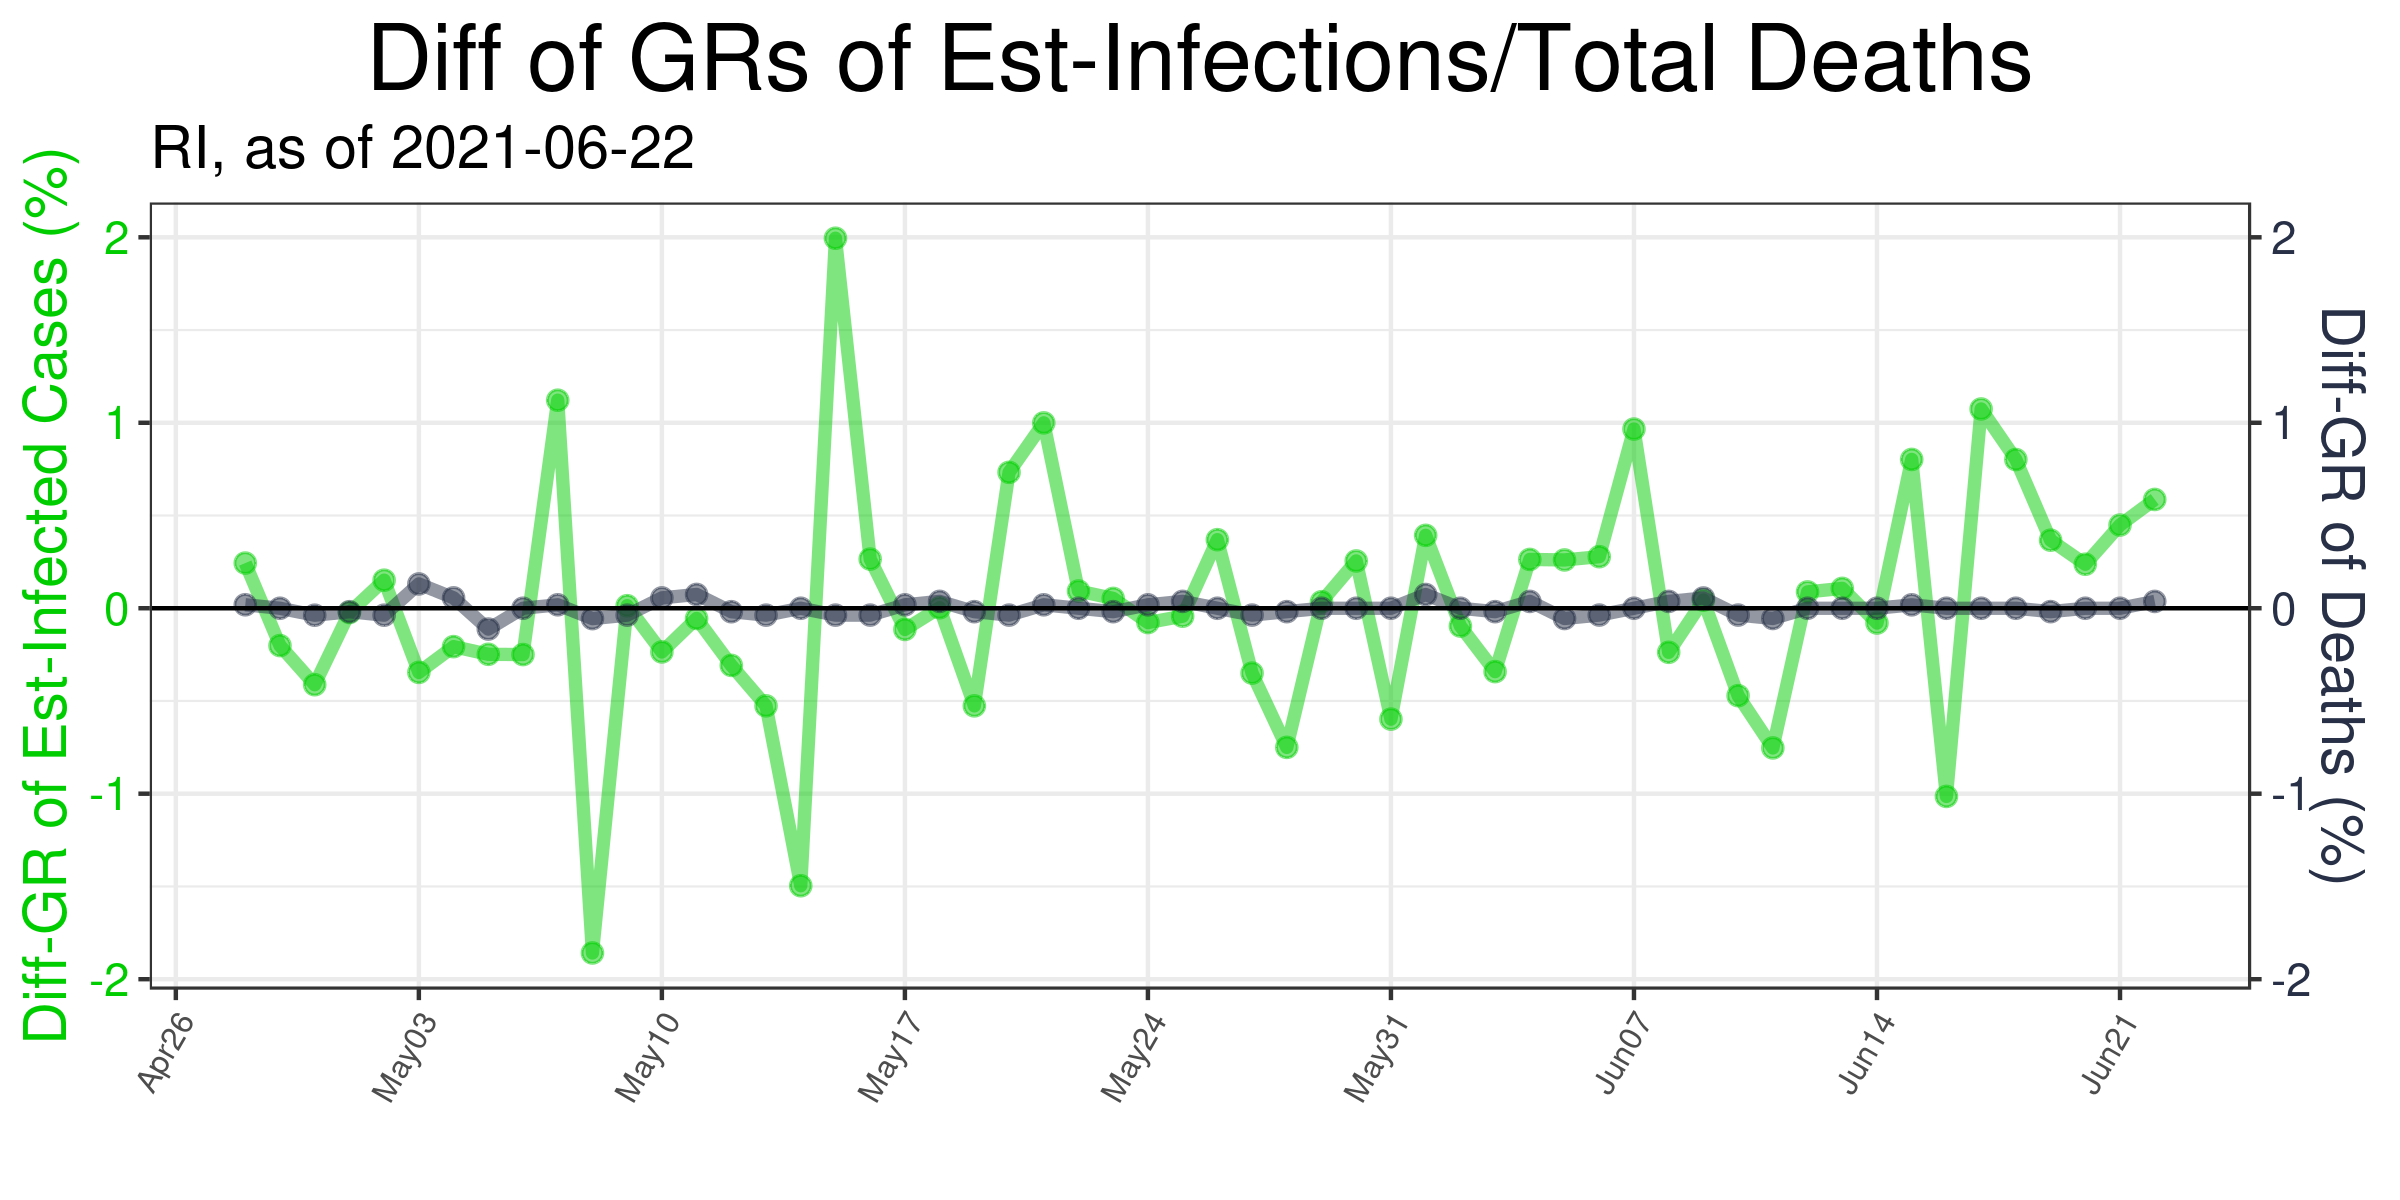 Diff of GRs of Est-Infections/Total Deaths
RI, as of 2021-06-22
Diff-GR of Est-Infected Cases (%)
2
1
0
-1
-2
2
1
0
-1
-2
Diff-GR of Deaths (%)
Apr26
May03
May10
May17
May24
May31
Jun07
Jun14
Jun21